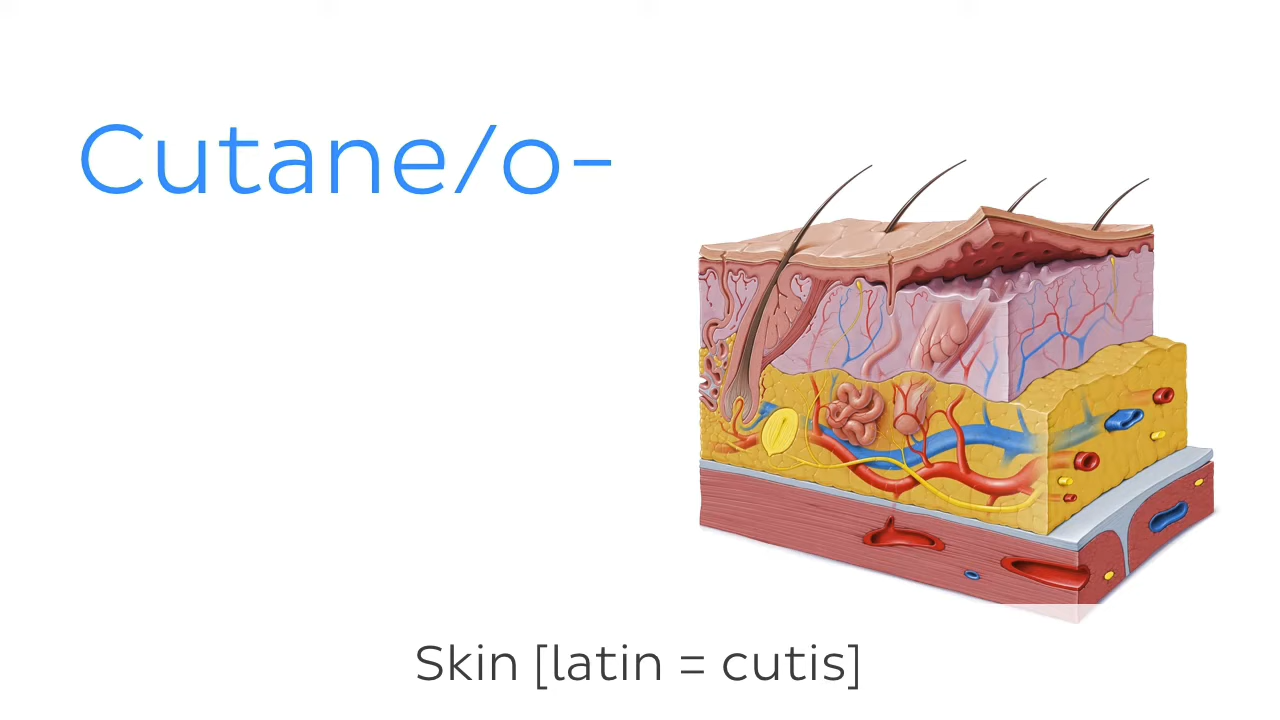 Cutane/o-
Skin [latin = cutis]